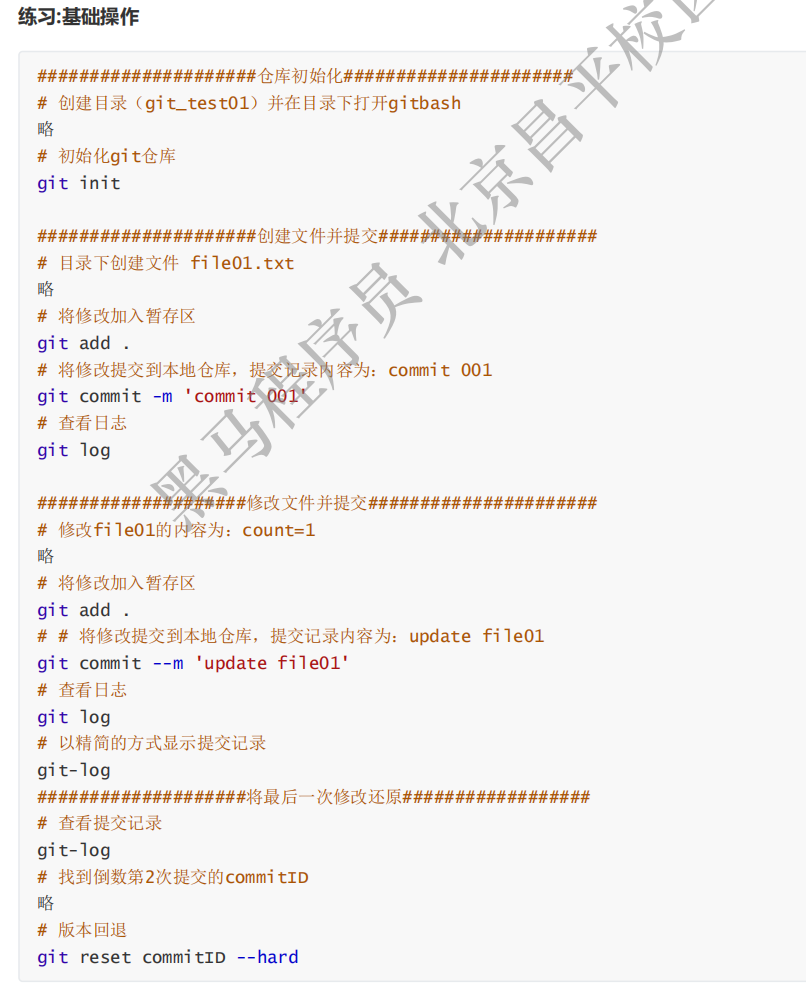 练习:基础操作
#####################仓库初始化######################
# 创建目录（git_test01）并在目录下打开gitbash
略
# 初始化git仓库
git init
#####################创建文件并提交#####################
# 目录下创建文件 file01.txt
略
# 将修改加入暂存区
git add .
# 将修改提交到本地仓库，提交记录内容为：commit 001
git commit -m 'commit 001'
# 查看日志
git log
####################修改文件并提交######################
# 修改file01的内容为：count=1
略
# 将修改加入暂存区
git add .
# # 将修改提交到本地仓库，提交记录内容为：update file01
git commit --m 'update file01'
# 查看日志
git log
# 以精简的方式显示提交记录
git-log
####################将最后一次修改还原##################
# 查看提交记录
git-log
# 找到倒数第2次提交的commitID
略
# 版本回退
git reset commitID --hard
黑马程序员 北京昌平校区